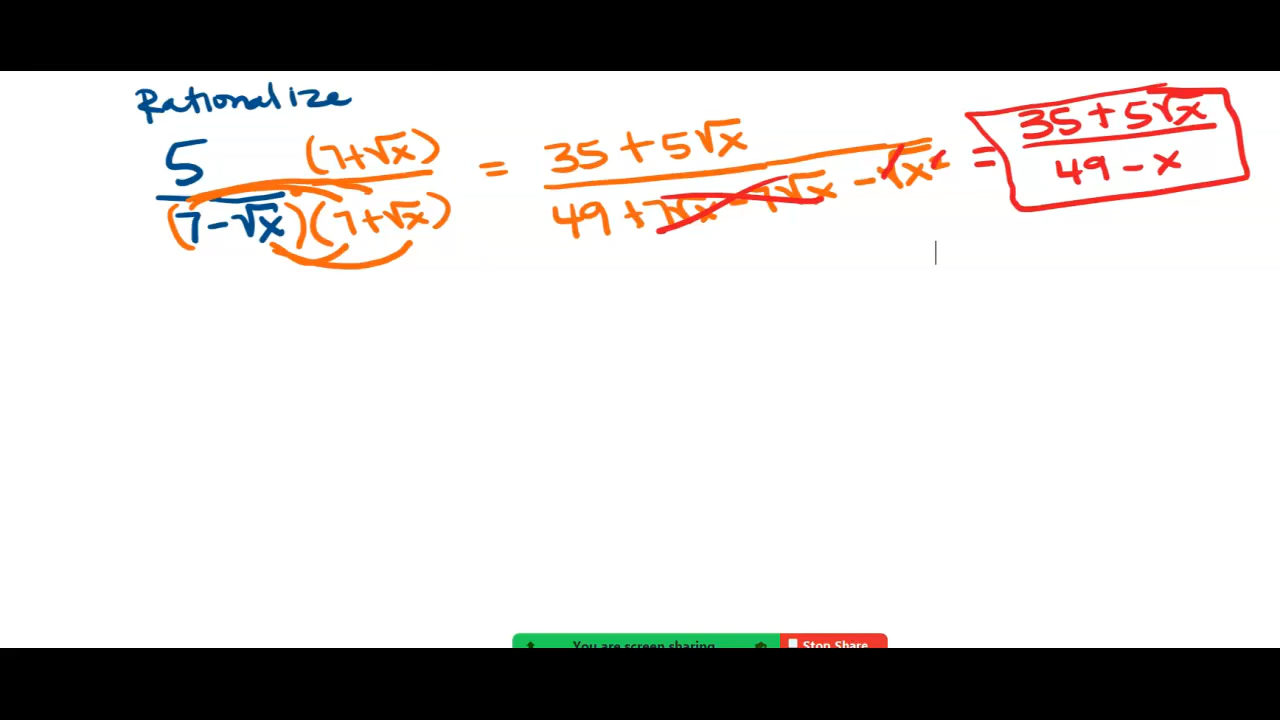 Rationalize
5 (7+√x) = 35 + 5√x = 35 + 5√x
(7-√x)(7+√x) 49 + 7√x - 7√x - √x² 49 - x
You are screen sharing Stop Share